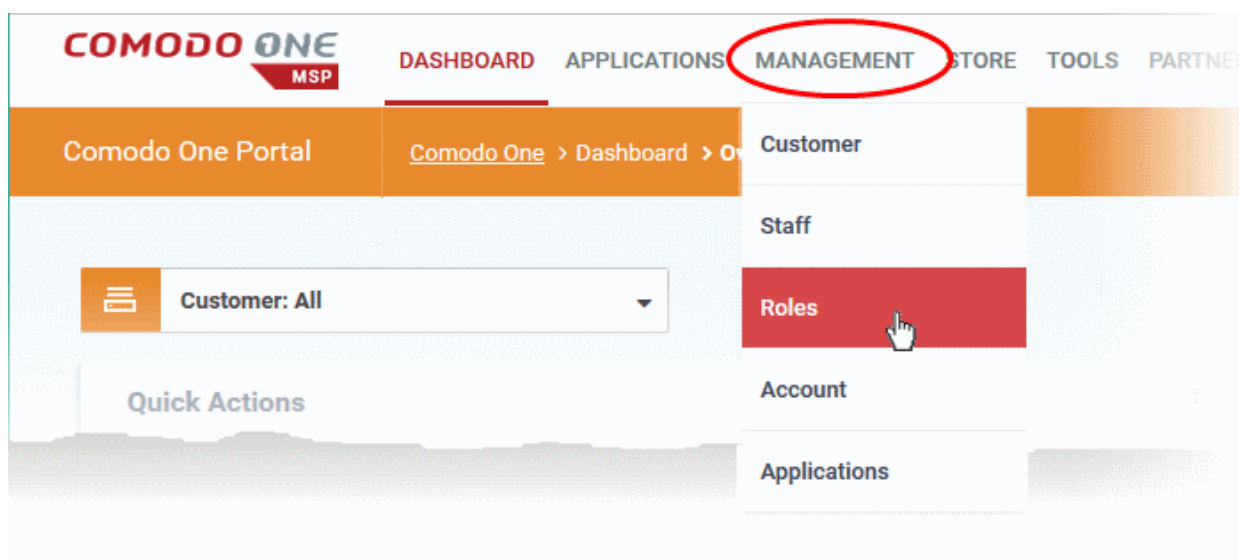 COMODO ONE
MSP
DASHBOARD APPLICATIONS MANAGEMENT STORE TOOLS
Comodo One Portal
Comodo One > Dashboard >
Customer
Staff
Customer: All
Roles
Quick Actions
Account
Applications